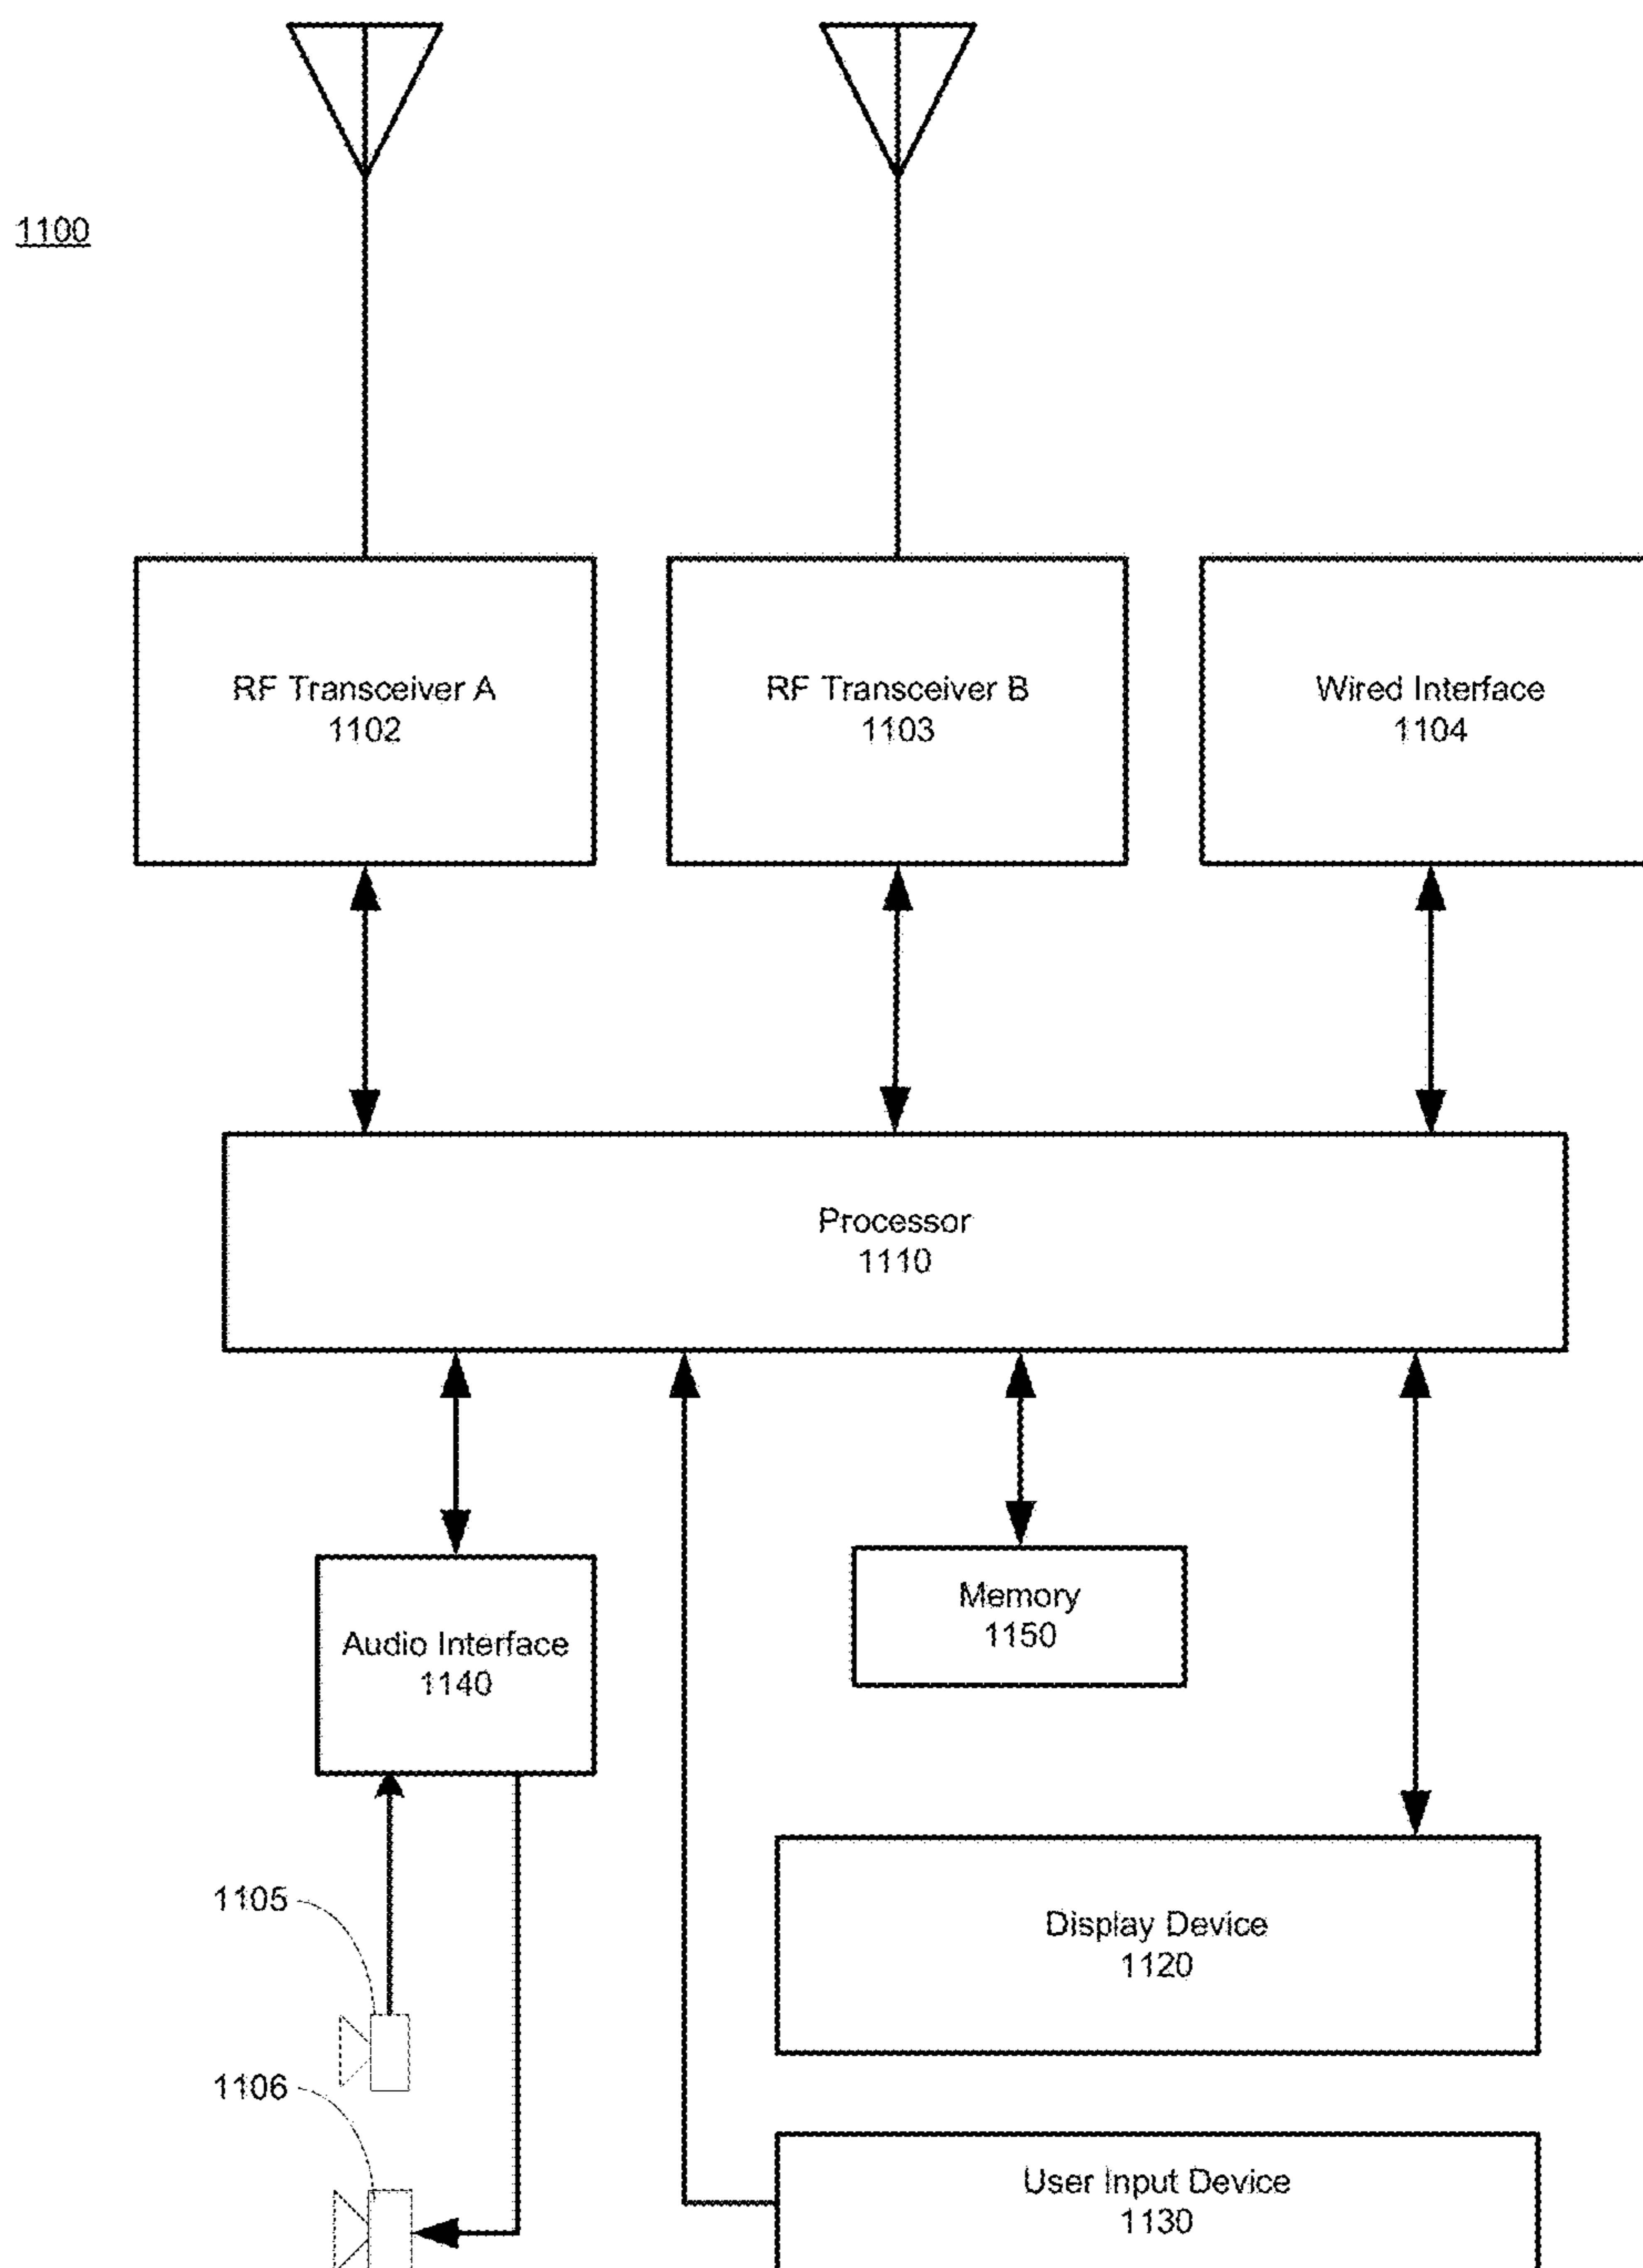 1100
RF Transceiver A
1102
RF Transceiver B
1103
Wired Interface
1104
Processor
1110
Audio Interface
1140
Memory
1150
1105
Display Device
1120
1106
User Input Device
1130